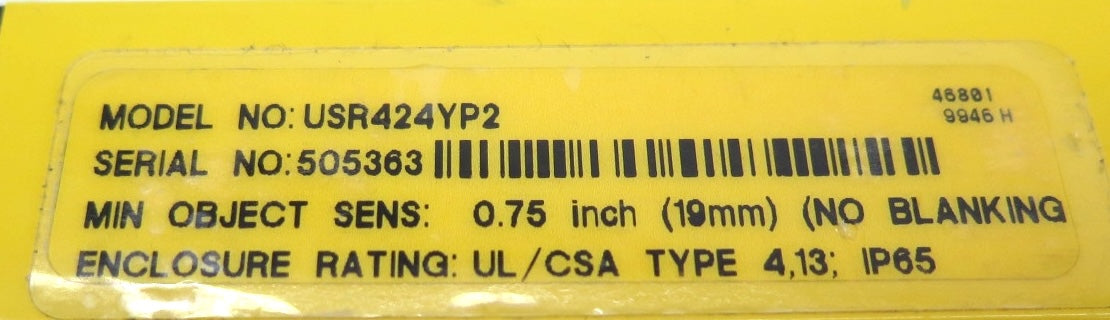 MODEL NO: USR424YP2
46801
9946 H
SERIAL NO: 505363
MIN OBJECT SENS: 0.75 inch (19mm) (NO BLANKING
ENCLOSURE RATING: UL/CSA TYPE 4,13; IP65